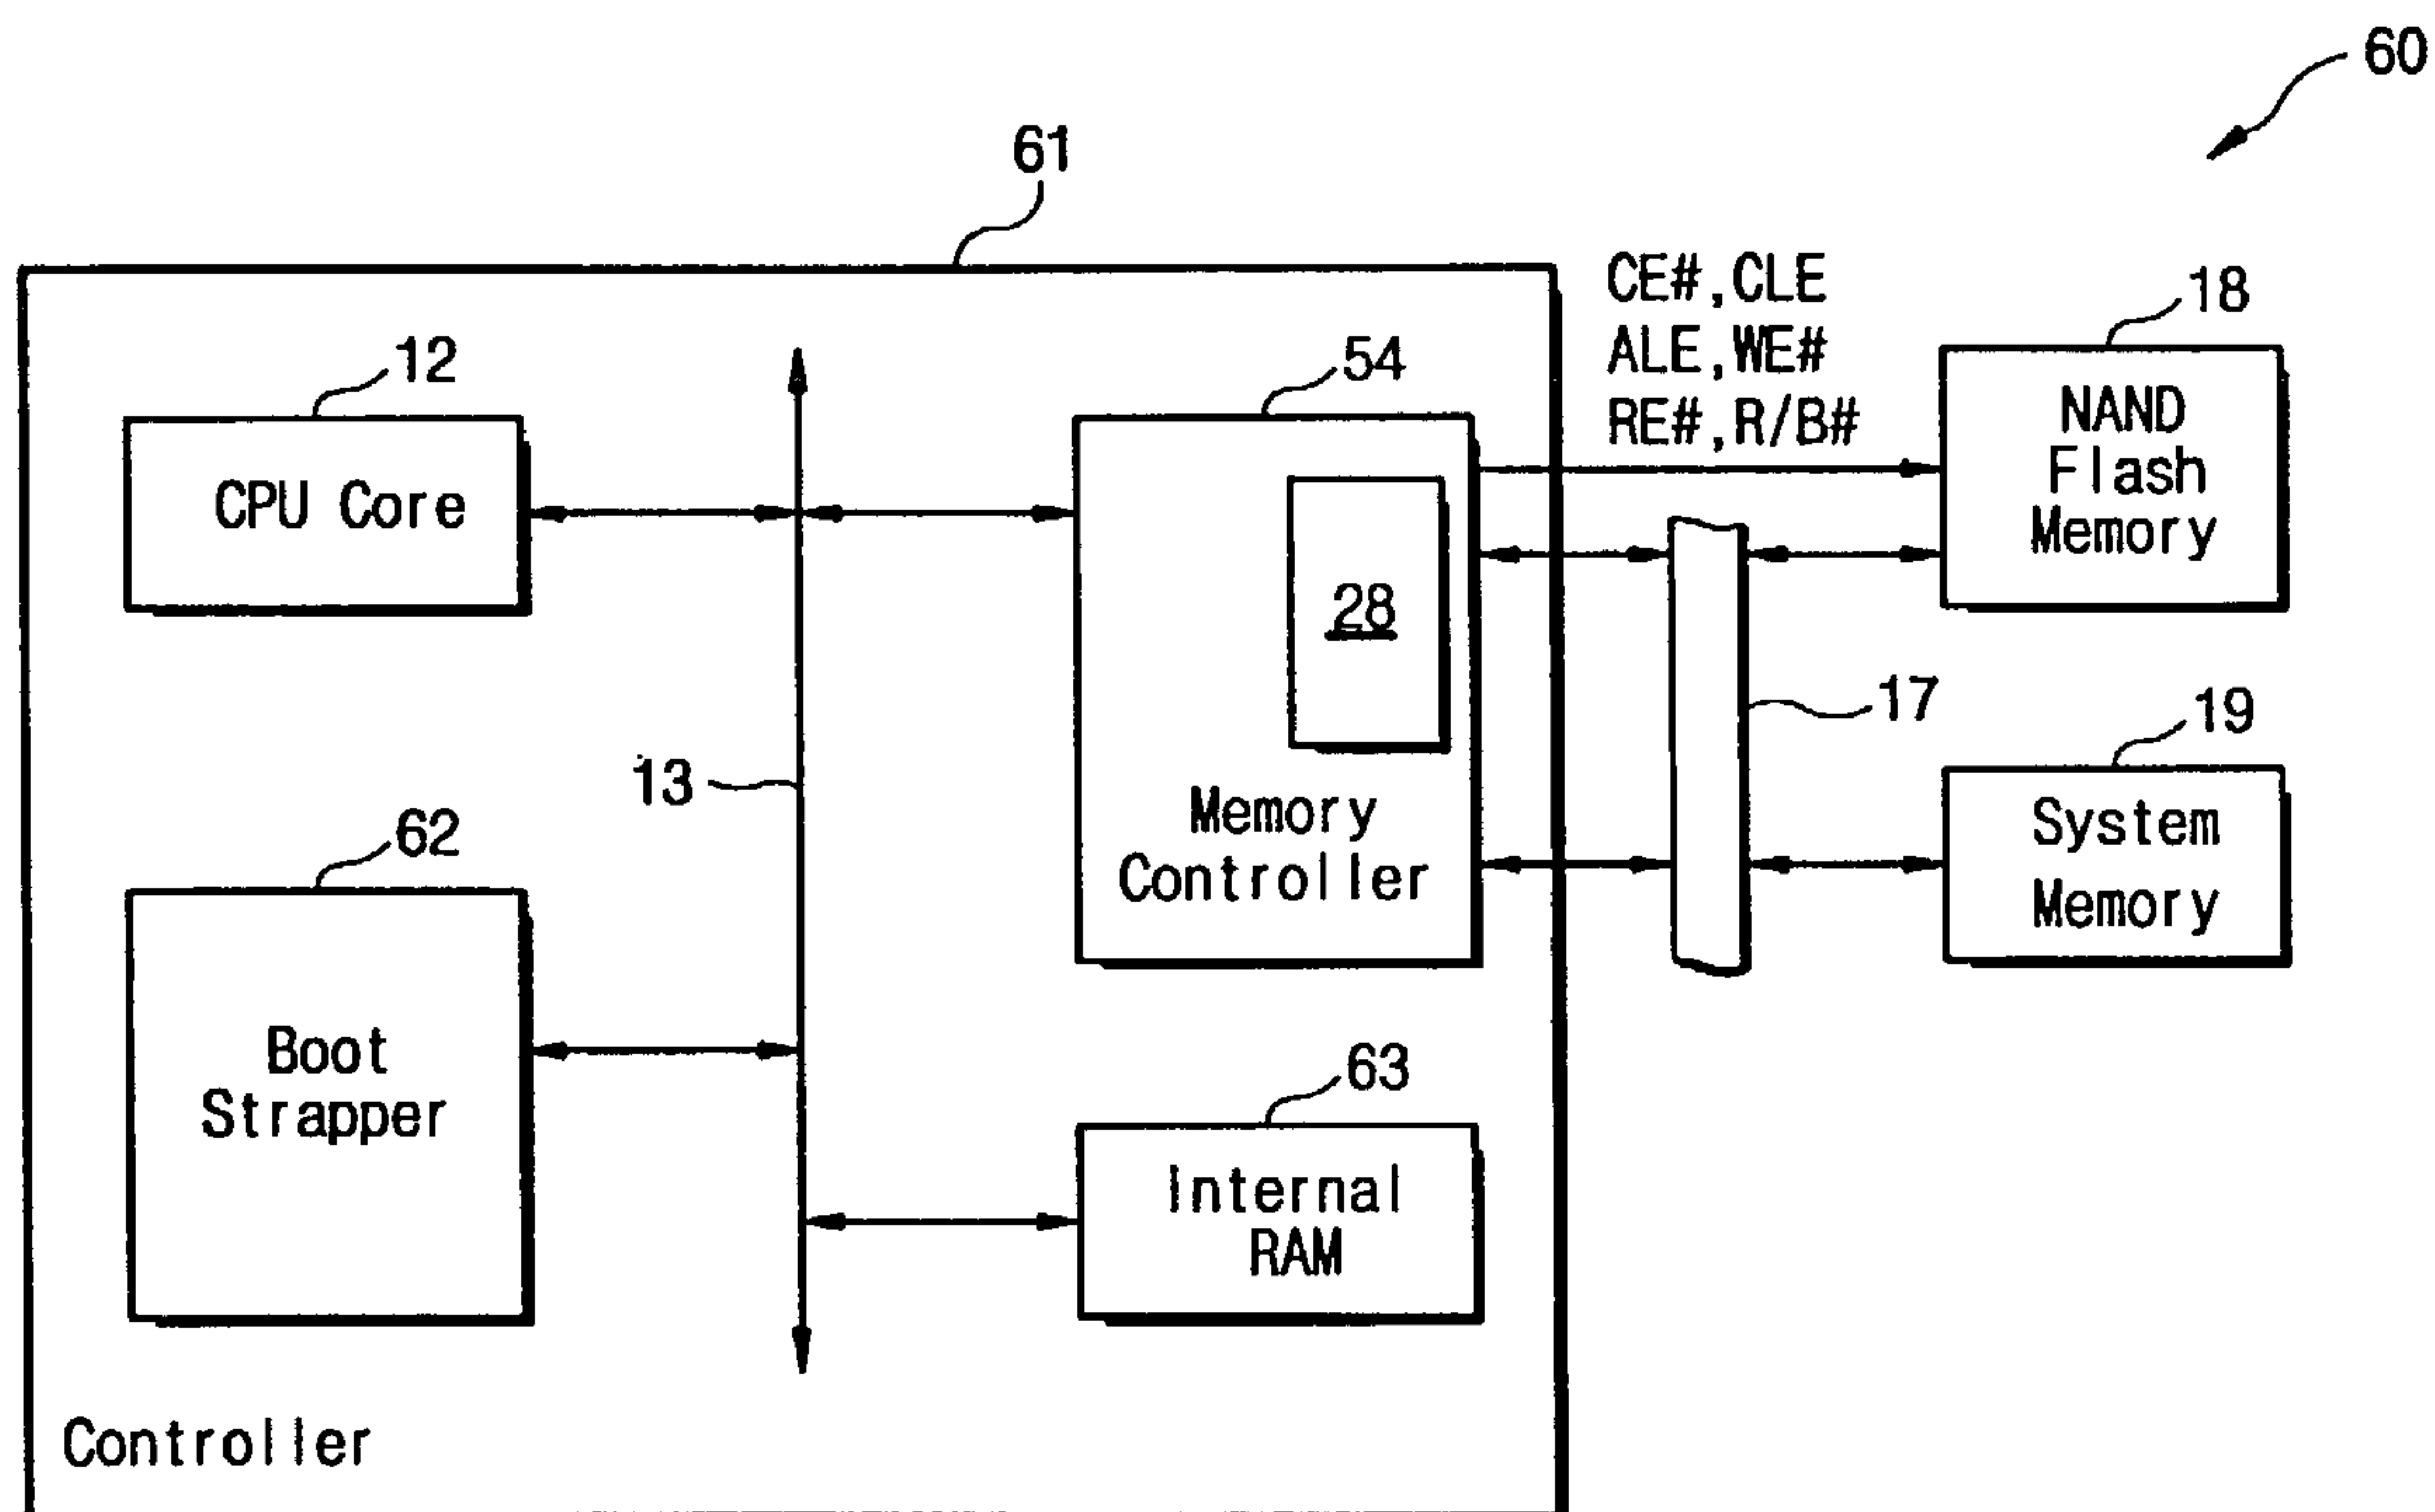 60
61
CE#,CLE
ALE,WE#
RE#,R/B#
18
NAND
Flash
Memory
12
CPU Core
54
28
Memory
Controller
17
19
System
Memory
13
62
Boot
Strapper
63
Internal
RAM
Controller